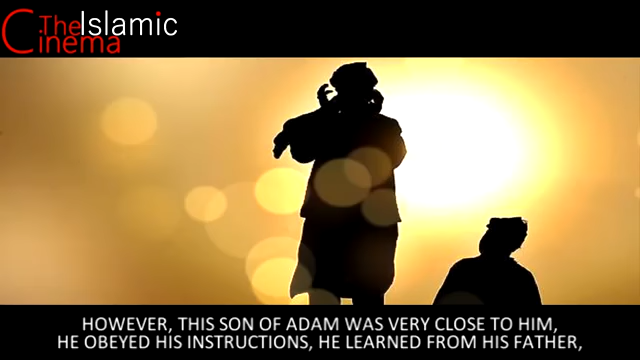 The Islamic
Cinema
HOWEVER, THIS SON OF ADAM WAS VERY CLOSE TO HIM,
HE OBEYED HIS INSTRUCTIONS, HE LEARNED FROM HIS FATHER,